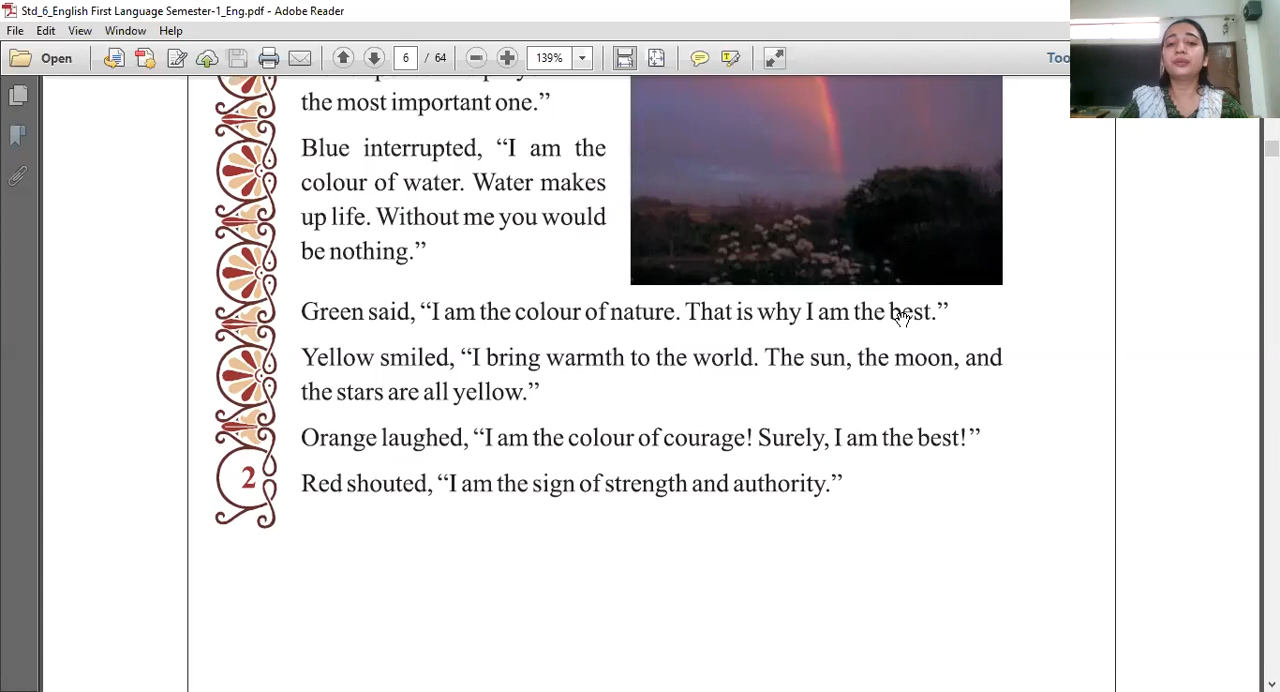 Std_6_English First Language Semester-1_Eng.pdf - Adobe Reader
File Edit View Window Help
Open 6 / 64 139% Too
the most important one.”
Blue interrupted, “I am the
colour of water. Water makes
up life. Without me you would
be nothing.”
Green said, “I am the colour of nature. That is why I am the best.”
Yellow smiled, “I bring warmth to the world. The sun, the moon, and
the stars are all yellow.”
Orange laughed, “I am the colour of courage! Surely, I am the best!”
Red shouted, “I am the sign of strength and authority.”
2